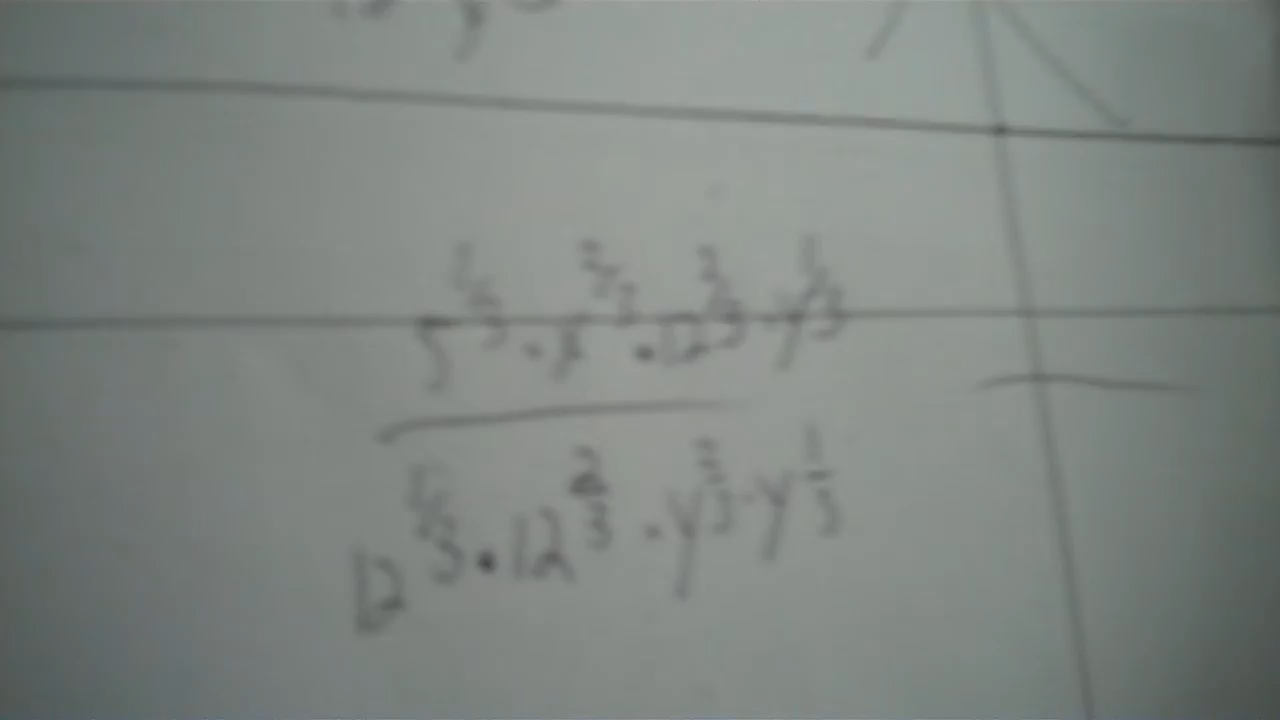 5^{1/3} · x^{2/3} · 12^{2/3} · y^{1/3}
12^{1/3} · 12^{2/3} · y^{2/3} · y^{1/3}